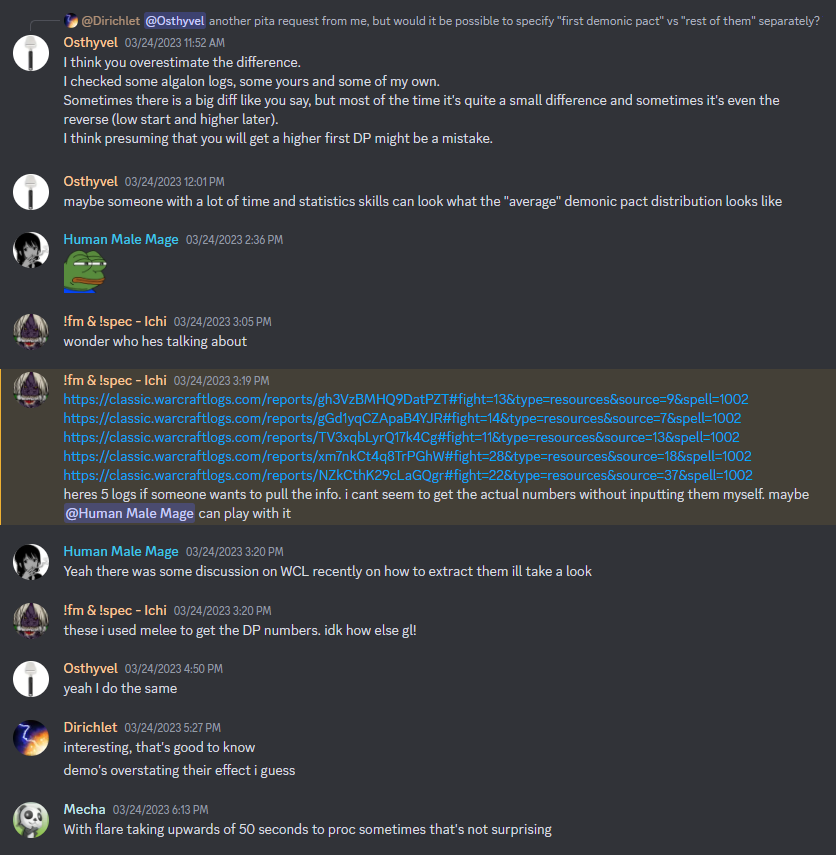 @Dirichlet @Osthyvel another pita request from me, but would it be possible to specify "first demonic pact" vs "rest of them" separately?
Osthyvel 03/24/2023 11:52 AM
I think you overestimate the difference.
I checked some algalon logs, some yours and some of my own.
Sometimes there is a big diff like you say, but most of the time it's quite a small difference and sometimes it's even the
reverse (low start and higher later).
I think presuming that you will get a higher first DP might be a mistake.
Osthyvel 03/24/2023 12:01 PM
maybe someone with a lot of time and statistics skills can look what the "average" demonic pact distribution looks like
Human Male Mage 03/24/2023 2:36 PM
!fm & !spec - Ichi 03/24/2023 3:05 PM
wonder who hes talking about
!fm & !spec - Ichi 03/24/2023 3:19 PM
https://classic.warcraftlogs.com/reports/gh3VzBMHQ9DatPZT#fight=13&type=resources&source=9&spell=1002
https://classic.warcraftlogs.com/reports/gGd1yqCZApaB4YJR#fight=14&type=resources&source=7&spell=1002
https://classic.warcraftlogs.com/reports/TV3xqbLyrQ17k4Cg#fight=11&type=resources&source=13&spell=1002
https://classic.warcraftlogs.com/reports/xm7nkCt4q8TrPGhW#fight=28&type=resources&source=18&spell=1002
https://classic.warcraftlogs.com/reports/NZkCthK29cLaGQgr#fight=22&type=resources&source=37&spell=1002
heres 5 logs if someone wants to pull the info. i cant seem to get the actual numbers without inputting them myself. maybe
@Human Male Mage can play with it
Human Male Mage 03/24/2023 3:20 PM
Yeah there was some discussion on WCL recently on how to extract them ill take a look
!fm & !spec - Ichi 03/24/2023 3:20 PM
these i used melee to get the DP numbers. idk how else gl!
Osthyvel 03/24/2023 4:50 PM
yeah I do the same
Dirichlet 03/24/2023 5:27 PM
interesting, that's good to know
demo's overstating their effect i guess
Mecha 03/24/2023 6:13 PM
With flare taking upwards of 50 seconds to proc sometimes that's not surprising